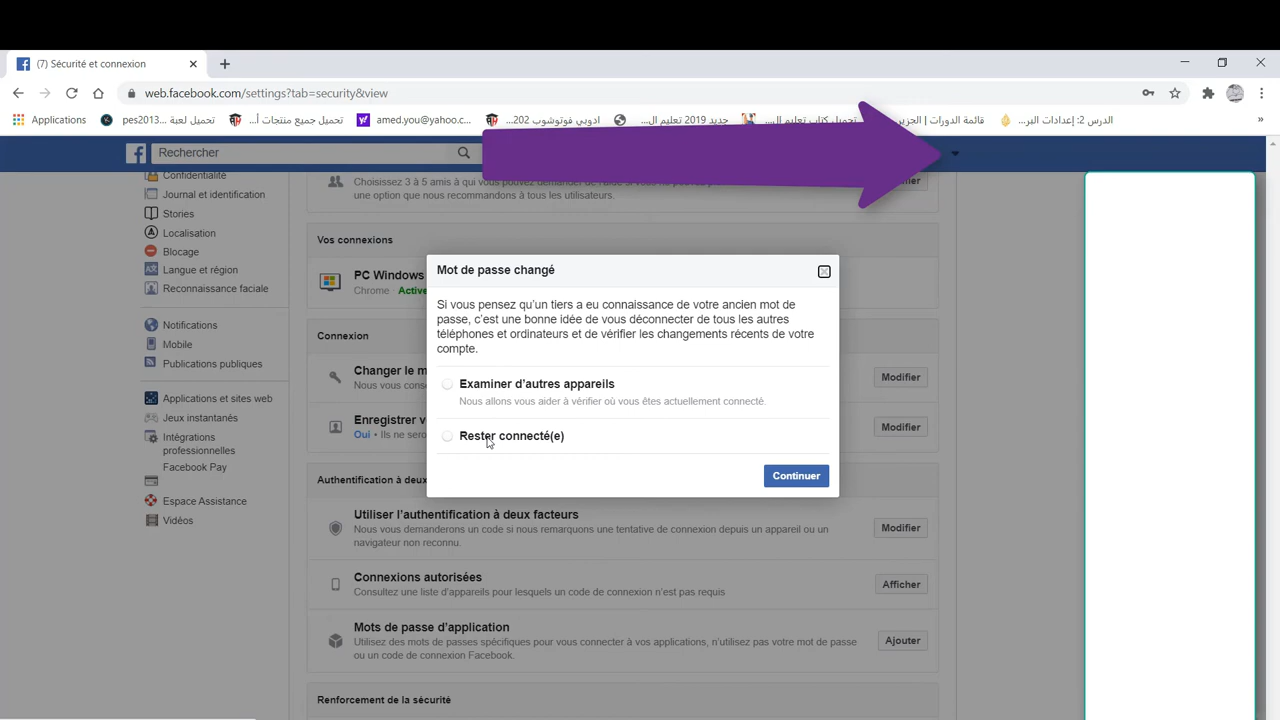 (7) Sécurité et connexion
web.facebook.com/settings?tab=security&view
Applications
تحميل لعبة pes2013...
تحميل جميع منتجات أ...
amed.you@yahoo.c...
ادوبي فوتوشوب 202...
جديد 2019 تعليم ال...
تحميل كتاب تعليم ال...
قائمة الدورات | الجزير...
الدرس 2: إعدادات البر...
Rechercher
Confidentialité
Journal et identification
Stories
Localisation
Blocage
Langue et région
Reconnaissance faciale
Notifications
Mobile
Publications publiques
Applications et sites web
Jeux instantanés
Intégrations
professionnelles
Facebook Pay
Espace Assistance
Vidéos
Choisissez 3 à 5 amis à qui vous
une option que nous recommandons à tous les utilisateurs.
Vos connexions
PC Windows
Chrome · Active
Connexion
Changer le m
Nous vous cons
Modifier
Enregistrer v
Oui • Ils ne sero
Modifier
Mot de passe changé
Si vous pensez qu’un tiers a eu connaissance de votre ancien mot de
passe, c’est une bonne idée de vous déconnecter de tous les autres
téléphones et ordinateurs et de vérifier les changements récents de votre
compte.
Examiner d’autres appareils
Nous allons vous aider à vérifier où vous êtes actuellement connecté.
Rester connecté(e)
Continuer
Authentification à deux
Utiliser l’authentification à deux facteurs
Nous vous demanderons un code si nous remarquons une tentative de connexion depuis un appareil ou un
navigateur non reconnu.
Modifier
Connexions autorisées
Consultez une liste d’appareils pour lesquels un code de connexion n’est pas requis
Afficher
Mots de passe d’application
Utilisez des mots de passes spécifiques pour vous connecter à vos applications, n’utilisez pas votre mot de passe
ou un code de connexion Facebook.
Ajouter
Renforcement de la sécurité